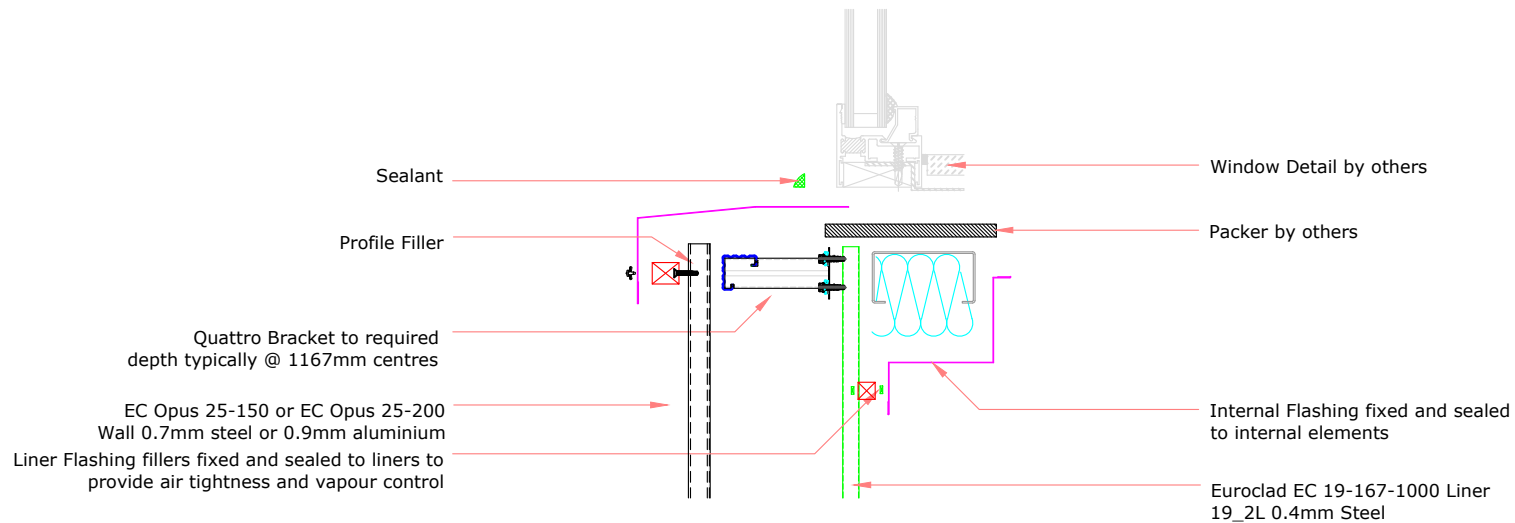 Sealant
Profile Filler
Quattro Bracket to required
depth typically @ 1167mm centres
EC Opus 25-150 or EC Opus 25-200
Wall 0.7mm steel or 0.9mm aluminium
Liner Flashing fillers fixed and sealed to liners to
provide air tightness and vapour control
Window Detail by others
Packer by others
Internal Flashing fixed and sealed
to internal elements
Euroclad EC 19-167-1000 Liner
19_2L 0.4mm Steel